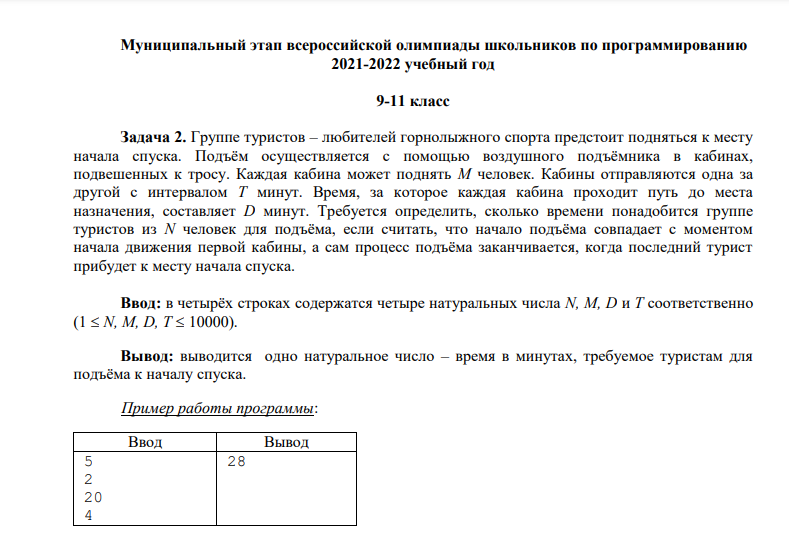 Муниципальный этап всероссийской олимпиады школьников по программированию
2021-2022 учебный год
9-11 класс
Задача 2. Группе туристов – любителей горнолыжного спорта предстоит подняться к месту
начала спуска. Подъём осуществляется с помощью воздушного подъёмника в кабинах,
подвешенных к тросу. Каждая кабина может поднять M человек. Кабины отправляются одна за
другой с интервалом T минут. Время, за которое каждая кабина проходит путь до места
назначения, составляет D минут. Требуется определить, сколько времени понадобится группе
туристов из N человек для подъёма, если считать, что начало подъёма совпадает с моментом
начала движения первой кабины, а сам процесс подъёма заканчивается, когда последний турист
прибудет к месту начала спуска.
Ввод: в четырёх строках содержатся четыре натуральных числа N, M, D и T соответственно
(1 ≤ N, M, D, T ≤ 10000).
Вывод: выводится одно натуральное число – время в минутах, требуемое туристам для
подъёма к началу спуска.
Пример работы программы:
Ввод Вывод
5 28
2
20
4